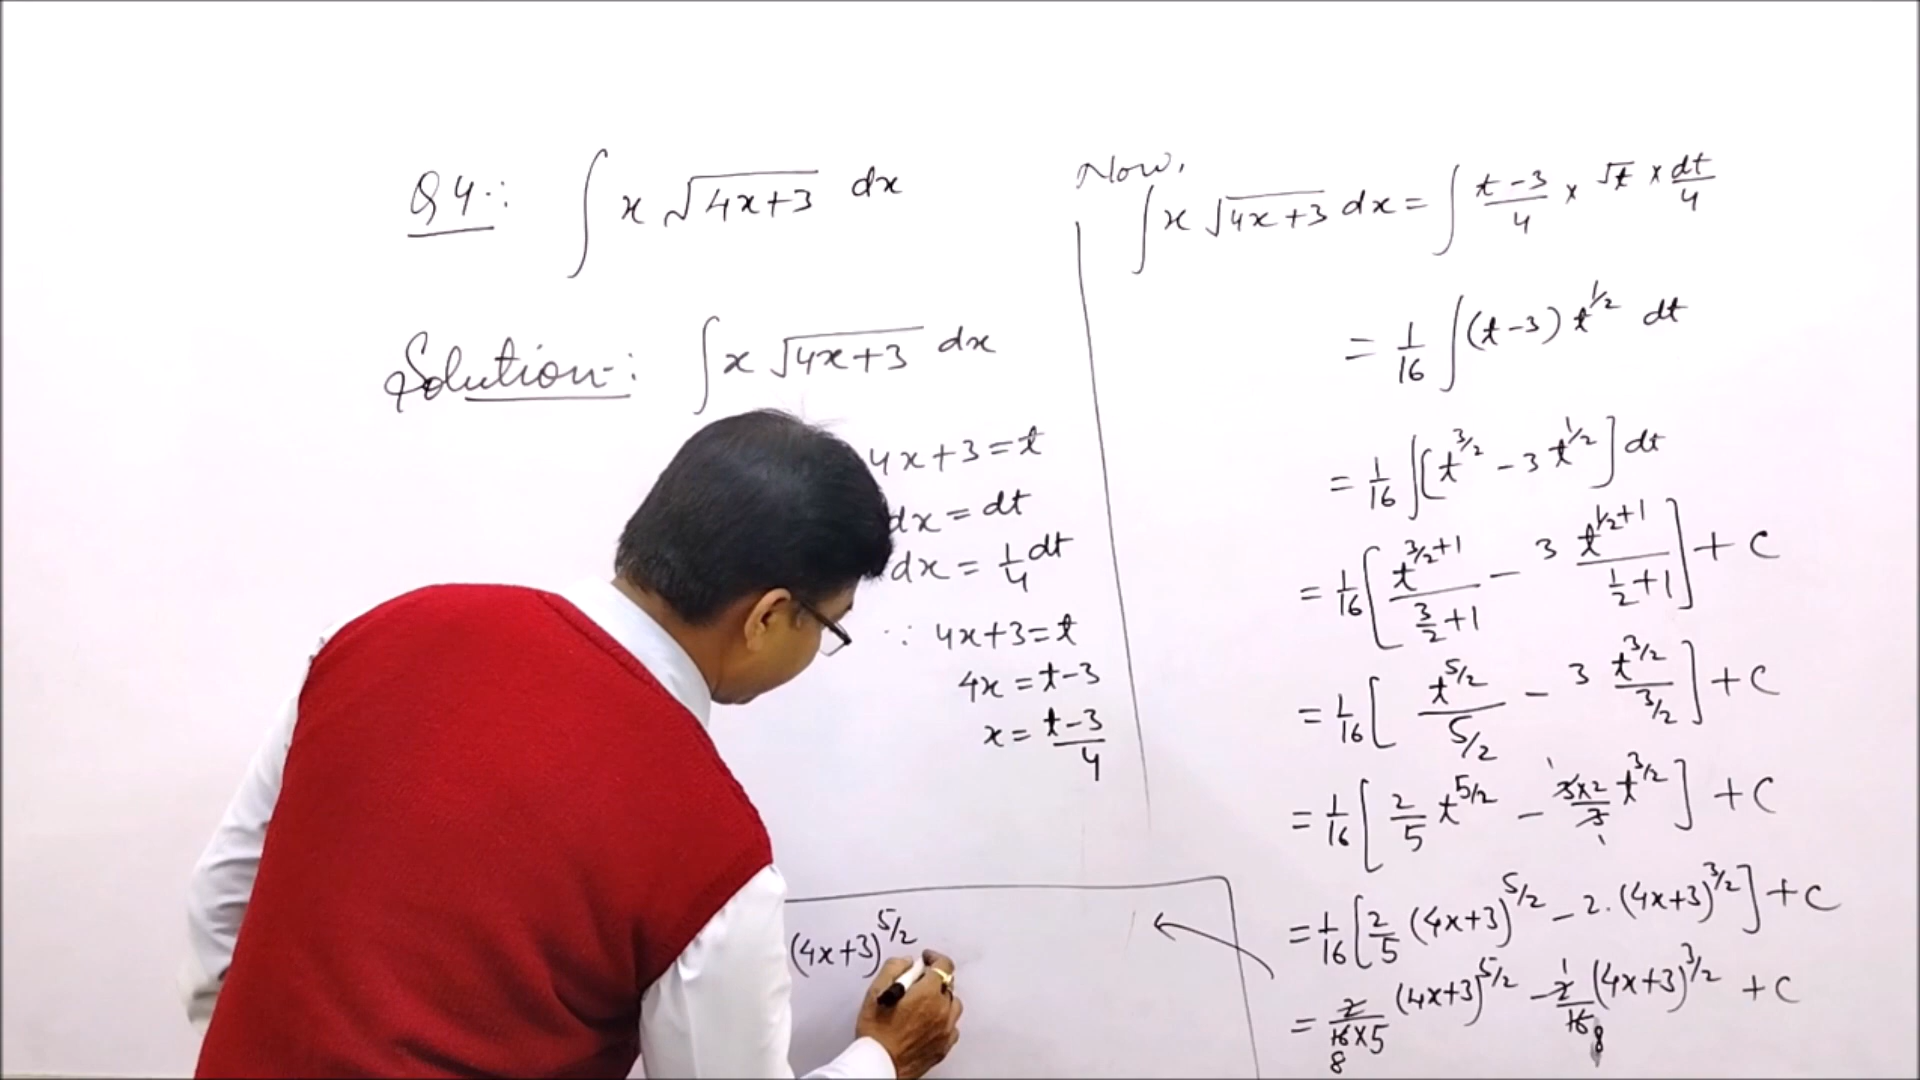 Q4.: ∫ x √4x+3 dx
Solution: ∫ x √4x+3 dx
4x+3=t
dx = dt
dx = 1/4 dt
∵ 4x+3=t
4x = t-3
x = t-3/4
(4x+3)^5/2
Now,
∫ x √4x+3 dx = ∫ t-3/4 × √t × dt/4
= 1/16 ∫(t-3) t^1/2 dt
= 1/16 ∫[t^3/2 - 3 t^1/2] dt
= 1/16 [t^3/2+1 / 3/2+1 - 3 t^1/2+1 / 1/2+1] + C
= 1/16 [t^5/2 / 5/2 - 3 t^3/2 / 3/2] + C
= 1/16 [2/5 t^5/2 - 3×2/3 t^3/2] + C
= 1/16 [2/5 (4x+3)^5/2 - 2.(4x+3)^3/2] + C
= 2/16×5 (4x+3)^5/2 - 2/16 (4x+3)^3/2 + C
8 1 8